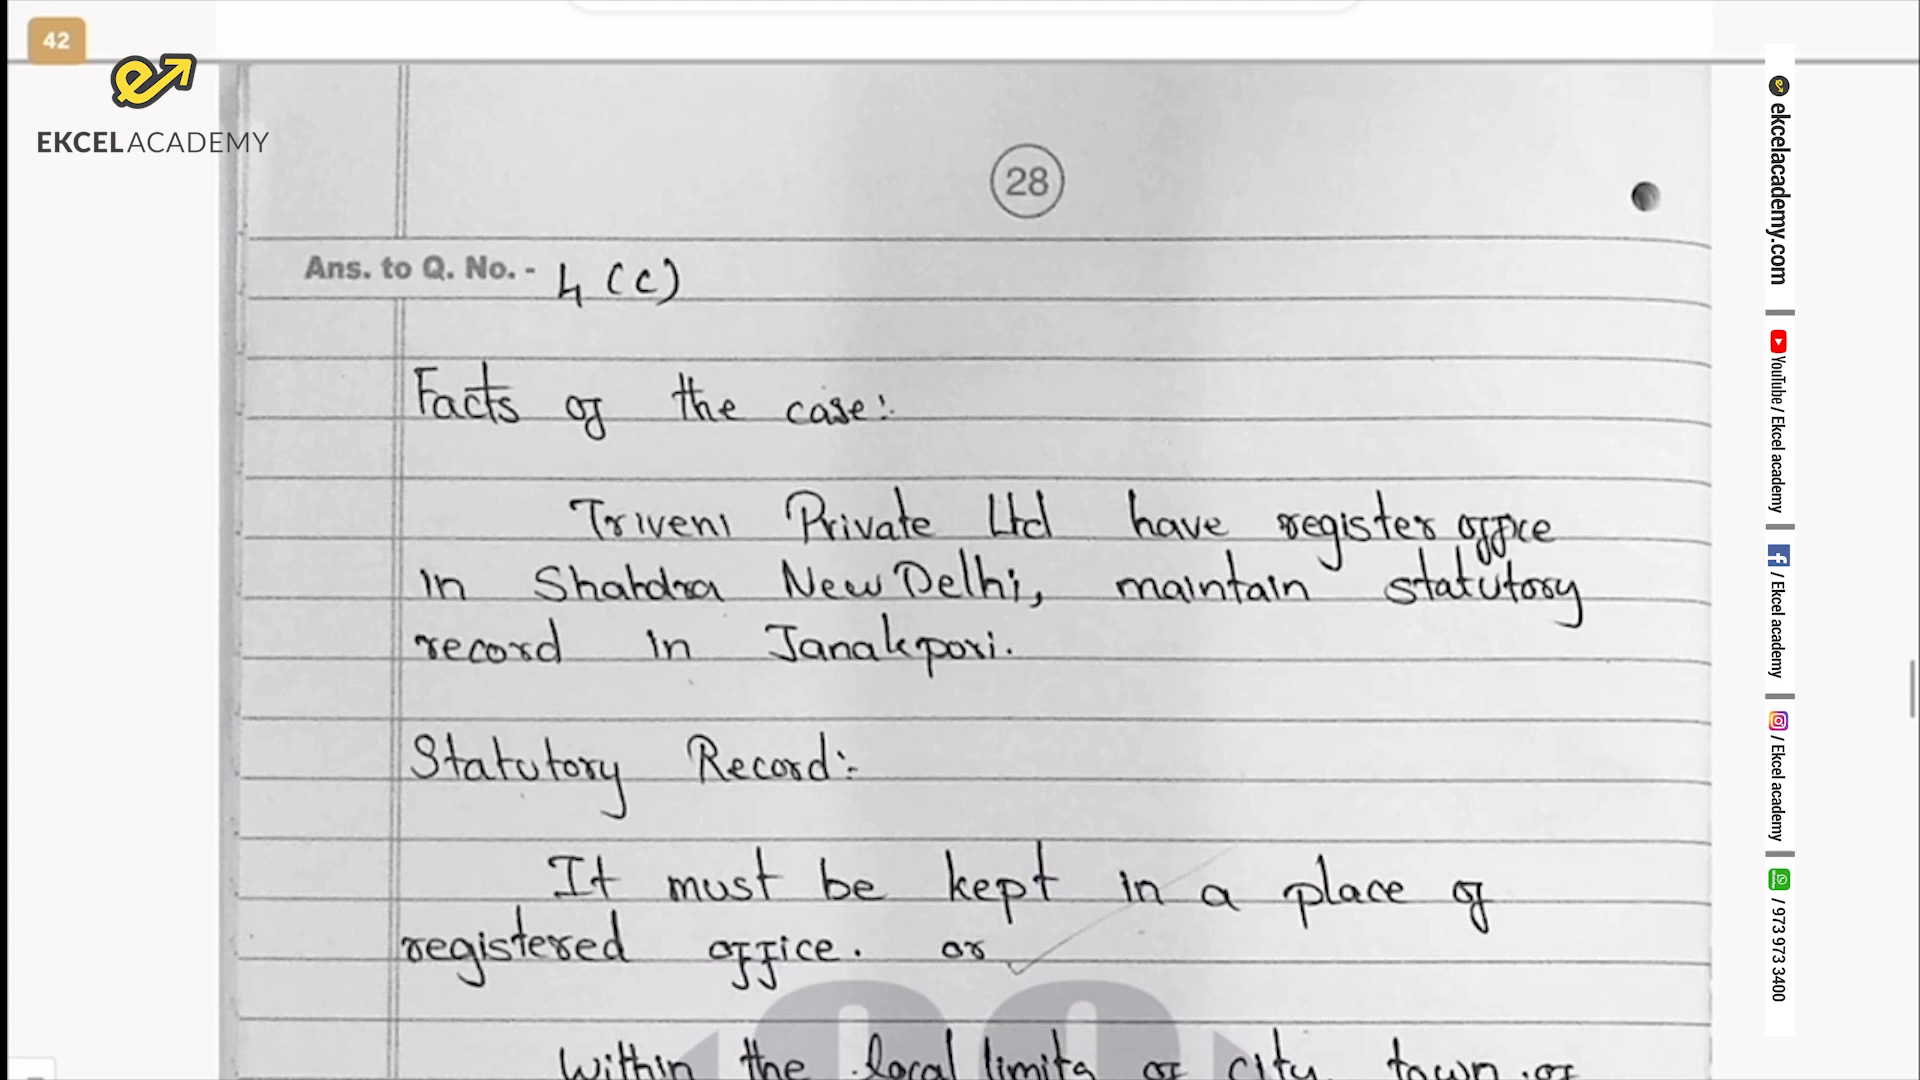 42
EKCELACADEMY
28
Ans. to Q. No. - 4 (c)
Facts of the case:
Triveni Private Ltd have register office
in Shahdra New Delhi, maintain statutory
record in Janakpori.
Statutory Record:-
It must be kept in a place of
registered office. or
Within the local limits of city, town or
ekcelacademy.com
YouTube / Ekcel academy
/ Ekcel academy
/ Ekcel academy
/ 973 973 3400